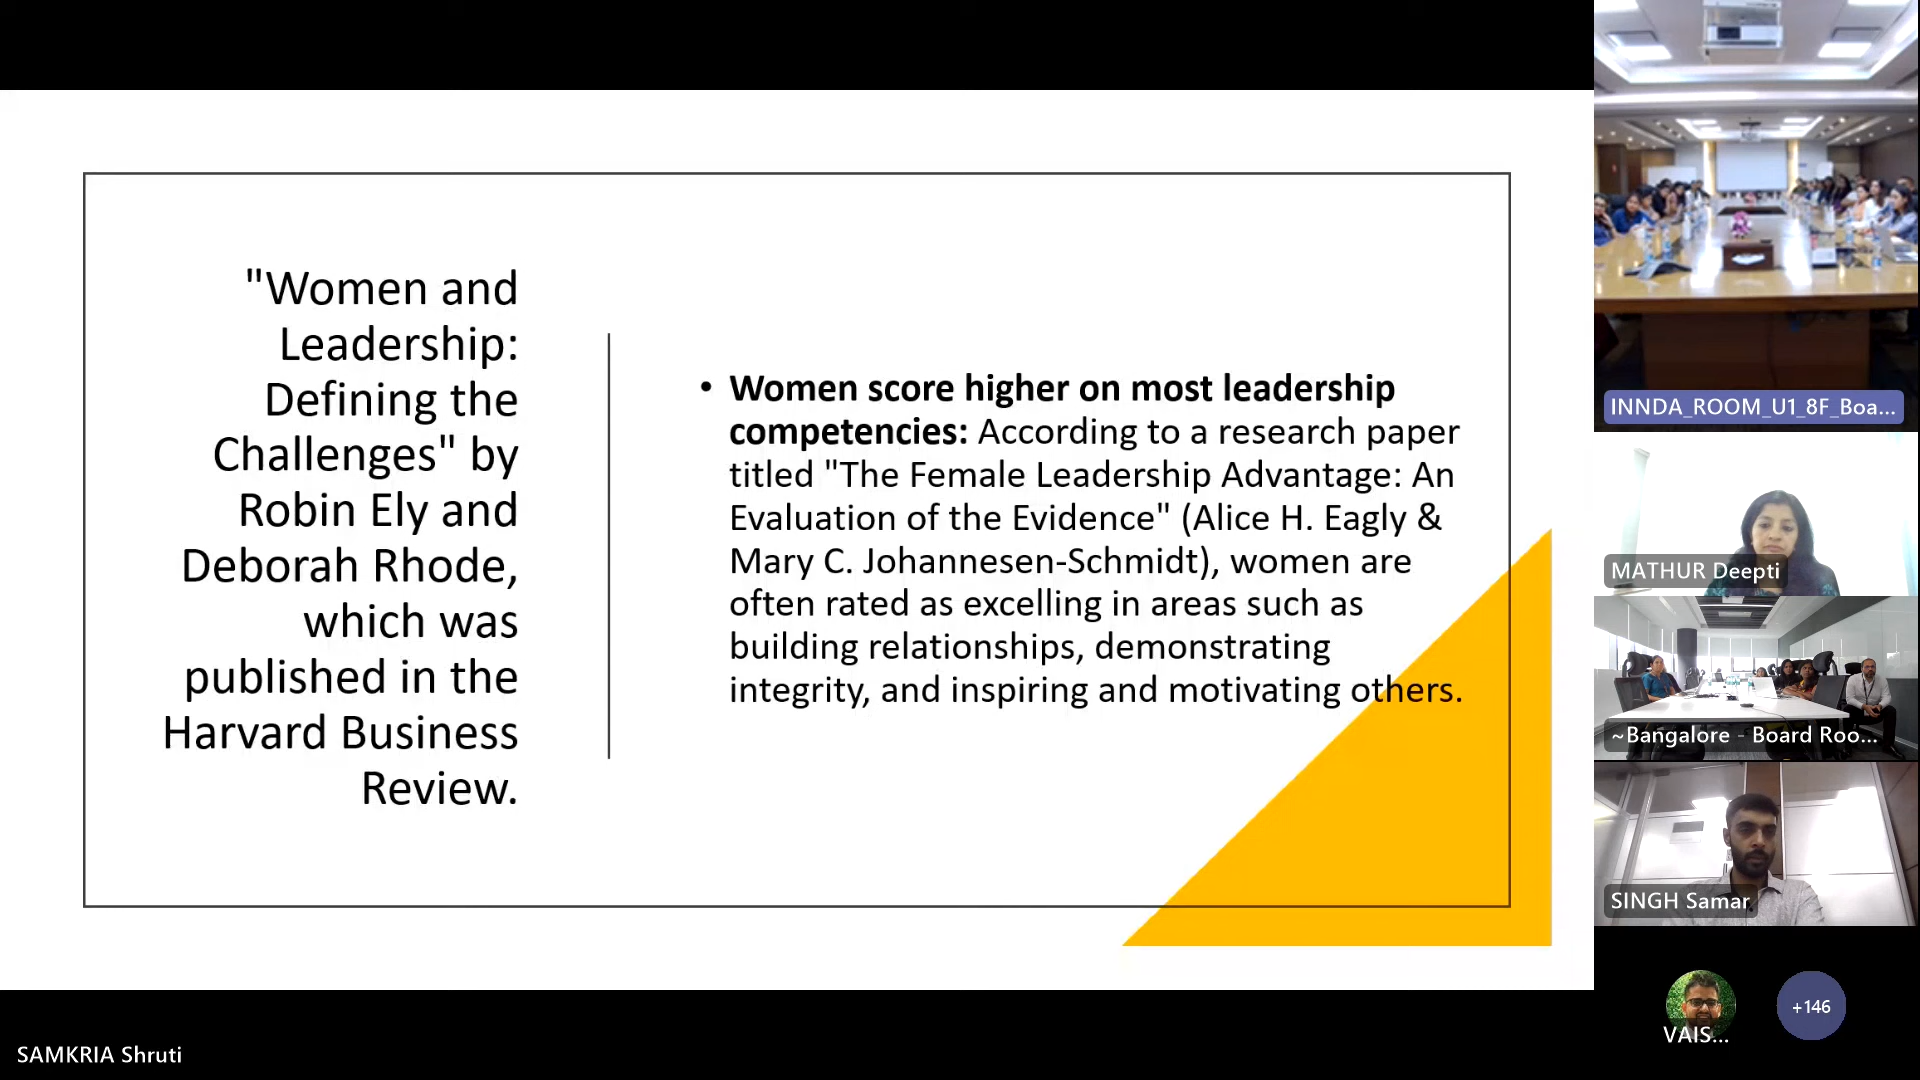 "Women and
Leadership:
Defining the
Challenges" by
Robin Ely and
Deborah Rhode,
which was
published in the
Harvard Business
Review.
• Women score higher on most leadership
competencies: According to a research paper
titled "The Female Leadership Advantage: An
Evaluation of the Evidence" (Alice H. Eagly &
Mary C. Johannesen-Schmidt), women are
often rated as excelling in areas such as
building relationships, demonstrating
integrity, and inspiring and motivating others.
INNDA_ROOM_U1_8F_Boa...
MATHUR Deepti
~Bangalore - Board Roo...
SINGH Samar
VAIS...
+146
SAMKRIA Shruti